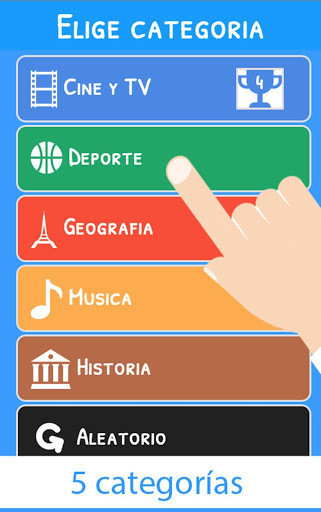 Elige categoria
Cine y TV
4
Deporte
Geografia
Musica
Historia
Aleatorio
5 categorías